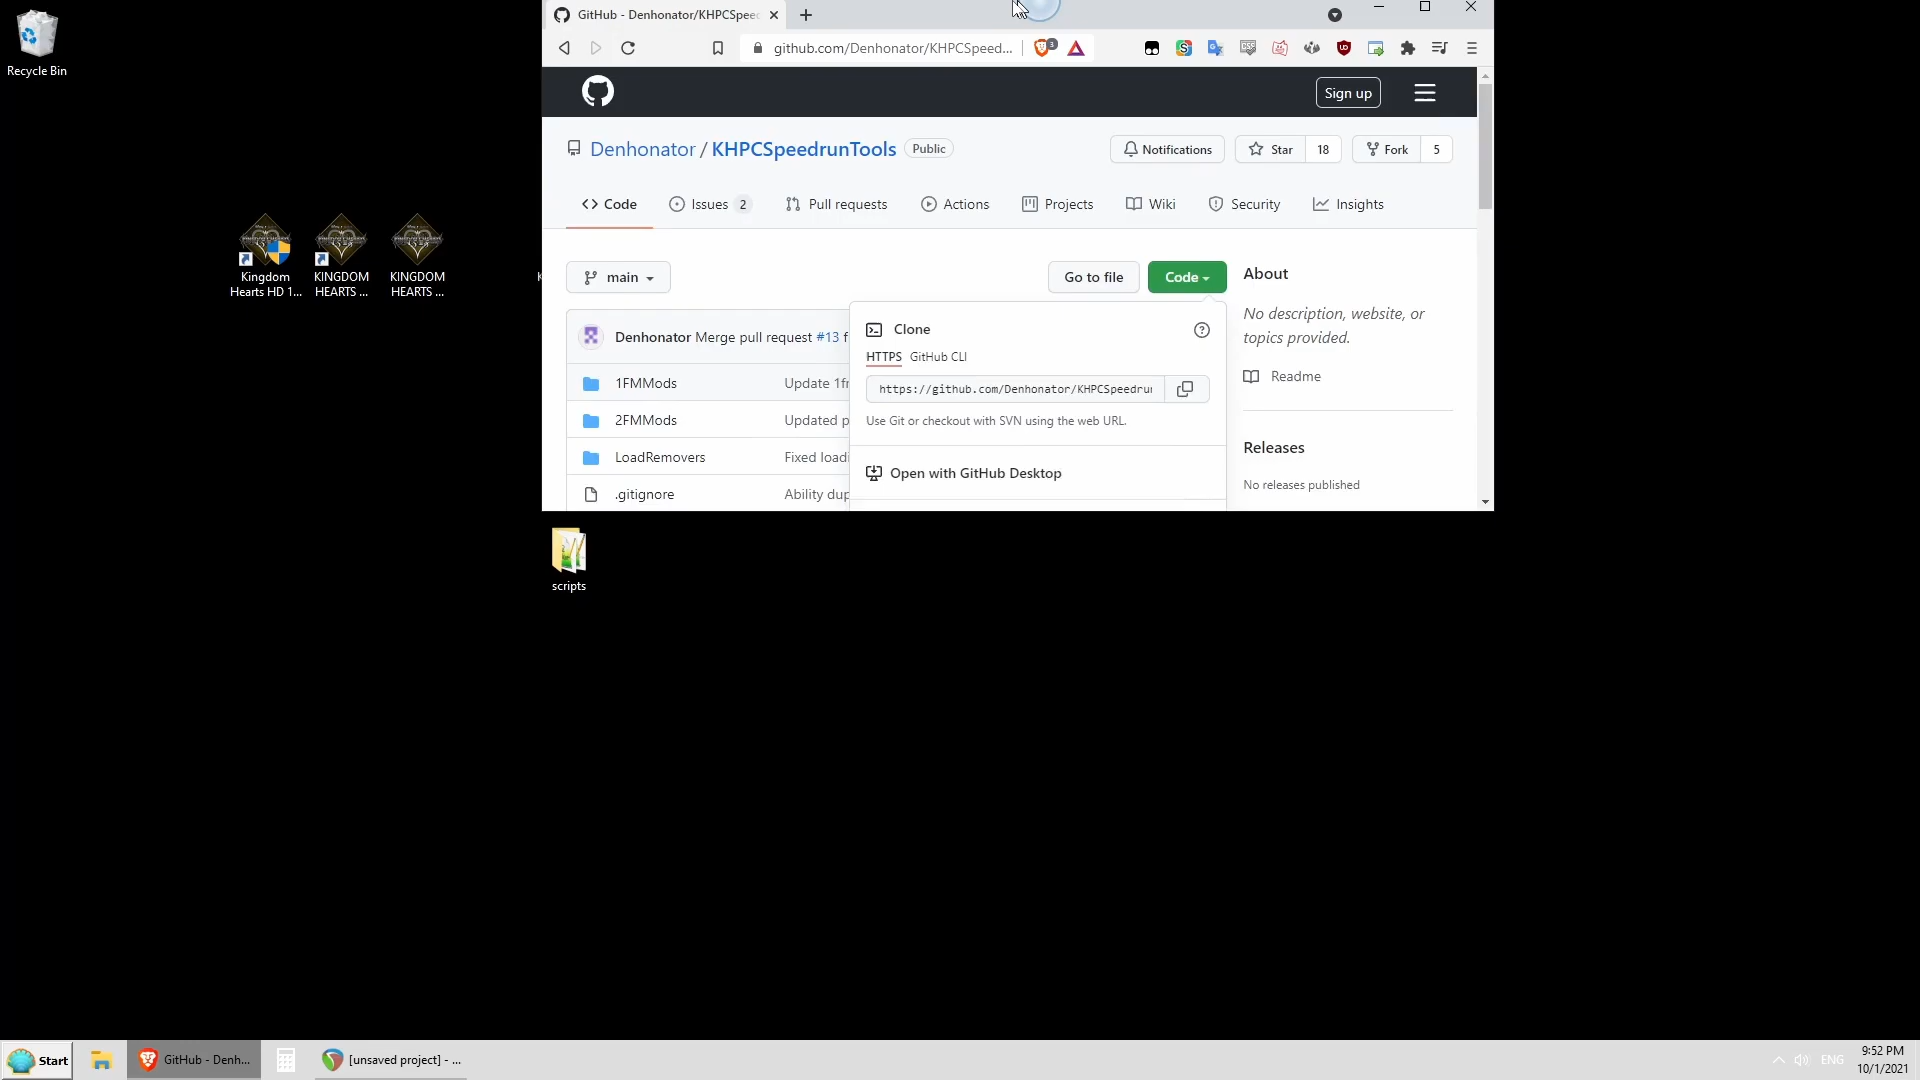 Recycle Bin
Kingdom
Hearts HD 1...
KINGDOM
HEARTS ...
KINGDOM
HEARTS ...
GitHub - Denhonator/KHPCSpeed
github.com/Denhonator/KHPCSpeed...
3
Sign up
Denhonator / KHPCSpeedrunTools
Public
Notifications
Star
18
Fork
5
Code
Issues 2
Pull requests
Actions
Projects
Wiki
Security
Insights
main
Go to file
Code
About
No description, website, or
topics provided.
Readme
Releases
No releases published
Denhonator Merge pull request #13 f
1FMMods
Update 1fm
2FMMods
Updated p
LoadRemovers
Fixed loadi
.gitignore
Ability dup
Clone
HTTPS
GitHub CLI
https://github.com/Denhonator/KHPCSpeedru
Use Git or checkout with SVN using the web URL.
Open with GitHub Desktop
scripts
Start
GitHub - Denh...
[unsaved project] - ...
ENG
9:52 PM
10/1/2021